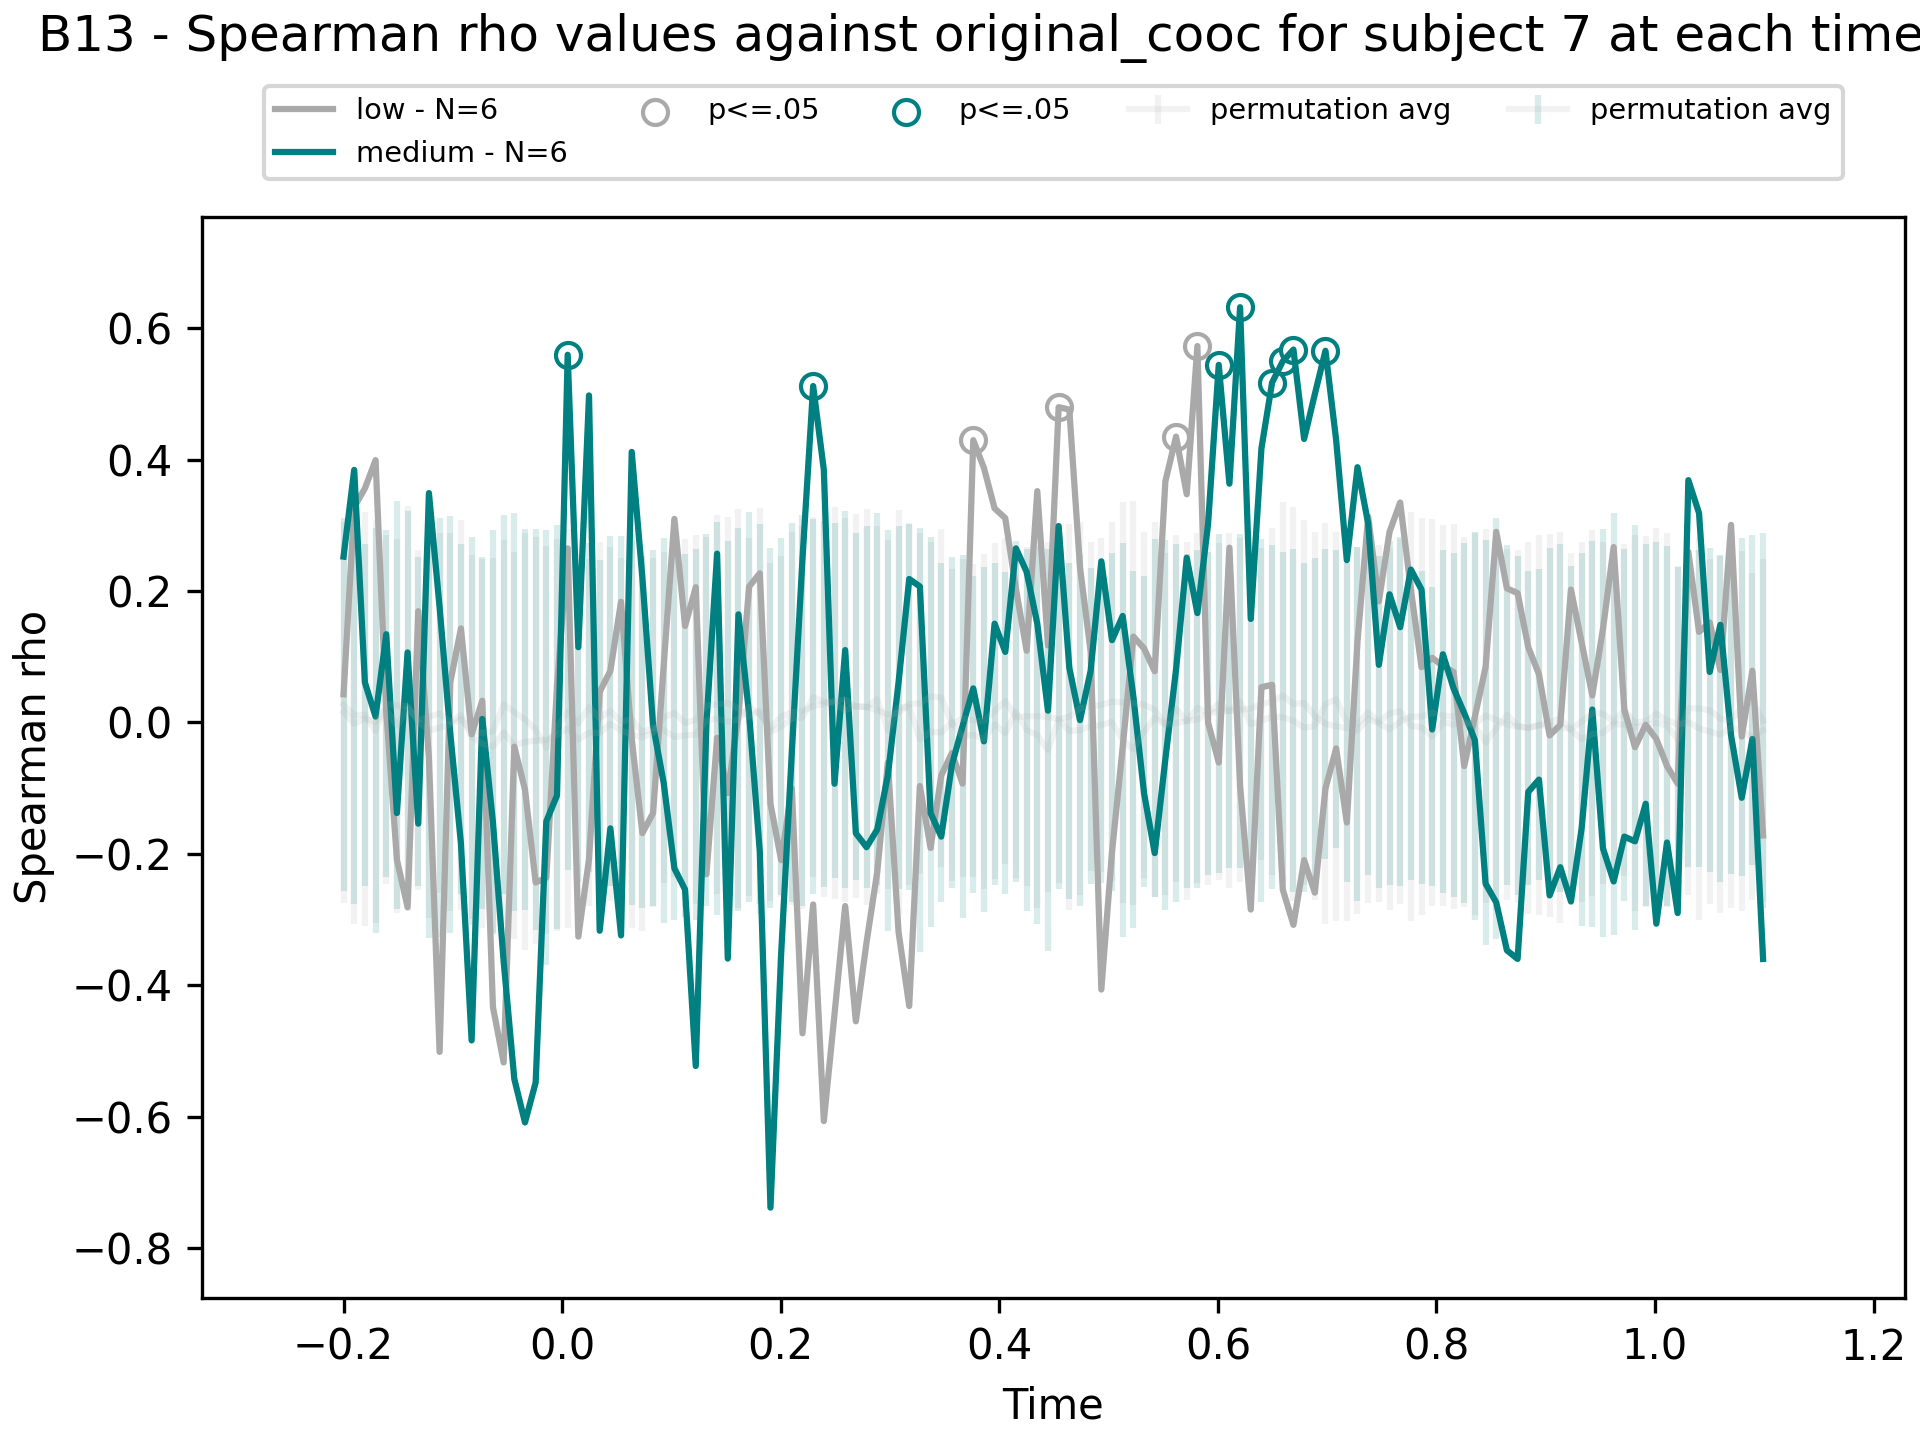 B13 - Spearman rho values against original_cooc for subject 7 at each time
low - N=6
p<=.05
p<=.05
permutation avg
permutation avg
medium - N=6
Spearman rho
0.6
0.4
0.2
0.0
−0.2
−0.4
−0.6
−0.8
−0.2
0.0
0.2
0.4
0.6
0.8
1.0
1.2
Time